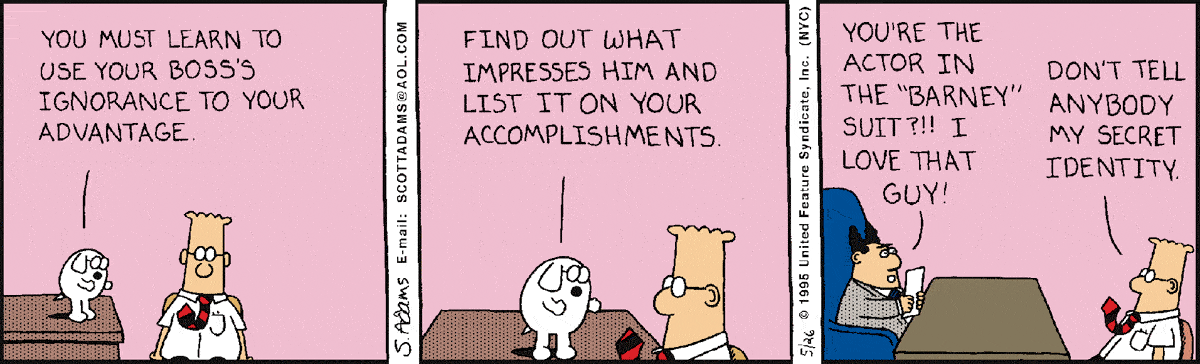 YOU MUST LEARN TO
USE YOUR BOSS'S
IGNORANCE TO YOUR
ADVANTAGE.
S. Adams E-mail: SCOTTADAMS@AOL.COM
FIND OUT WHAT
IMPRESSES HIM AND
LIST IT ON YOUR
ACCOMPLISHMENTS.
5/26 © 1995 United Feature Syndicate, Inc. (NYC)
YOU'RE THE
ACTOR IN
THE "BARNEY"
SUIT?!! I
LOVE THAT
GUY!
DON'T TELL
ANYBODY
MY SECRET
IDENTITY.